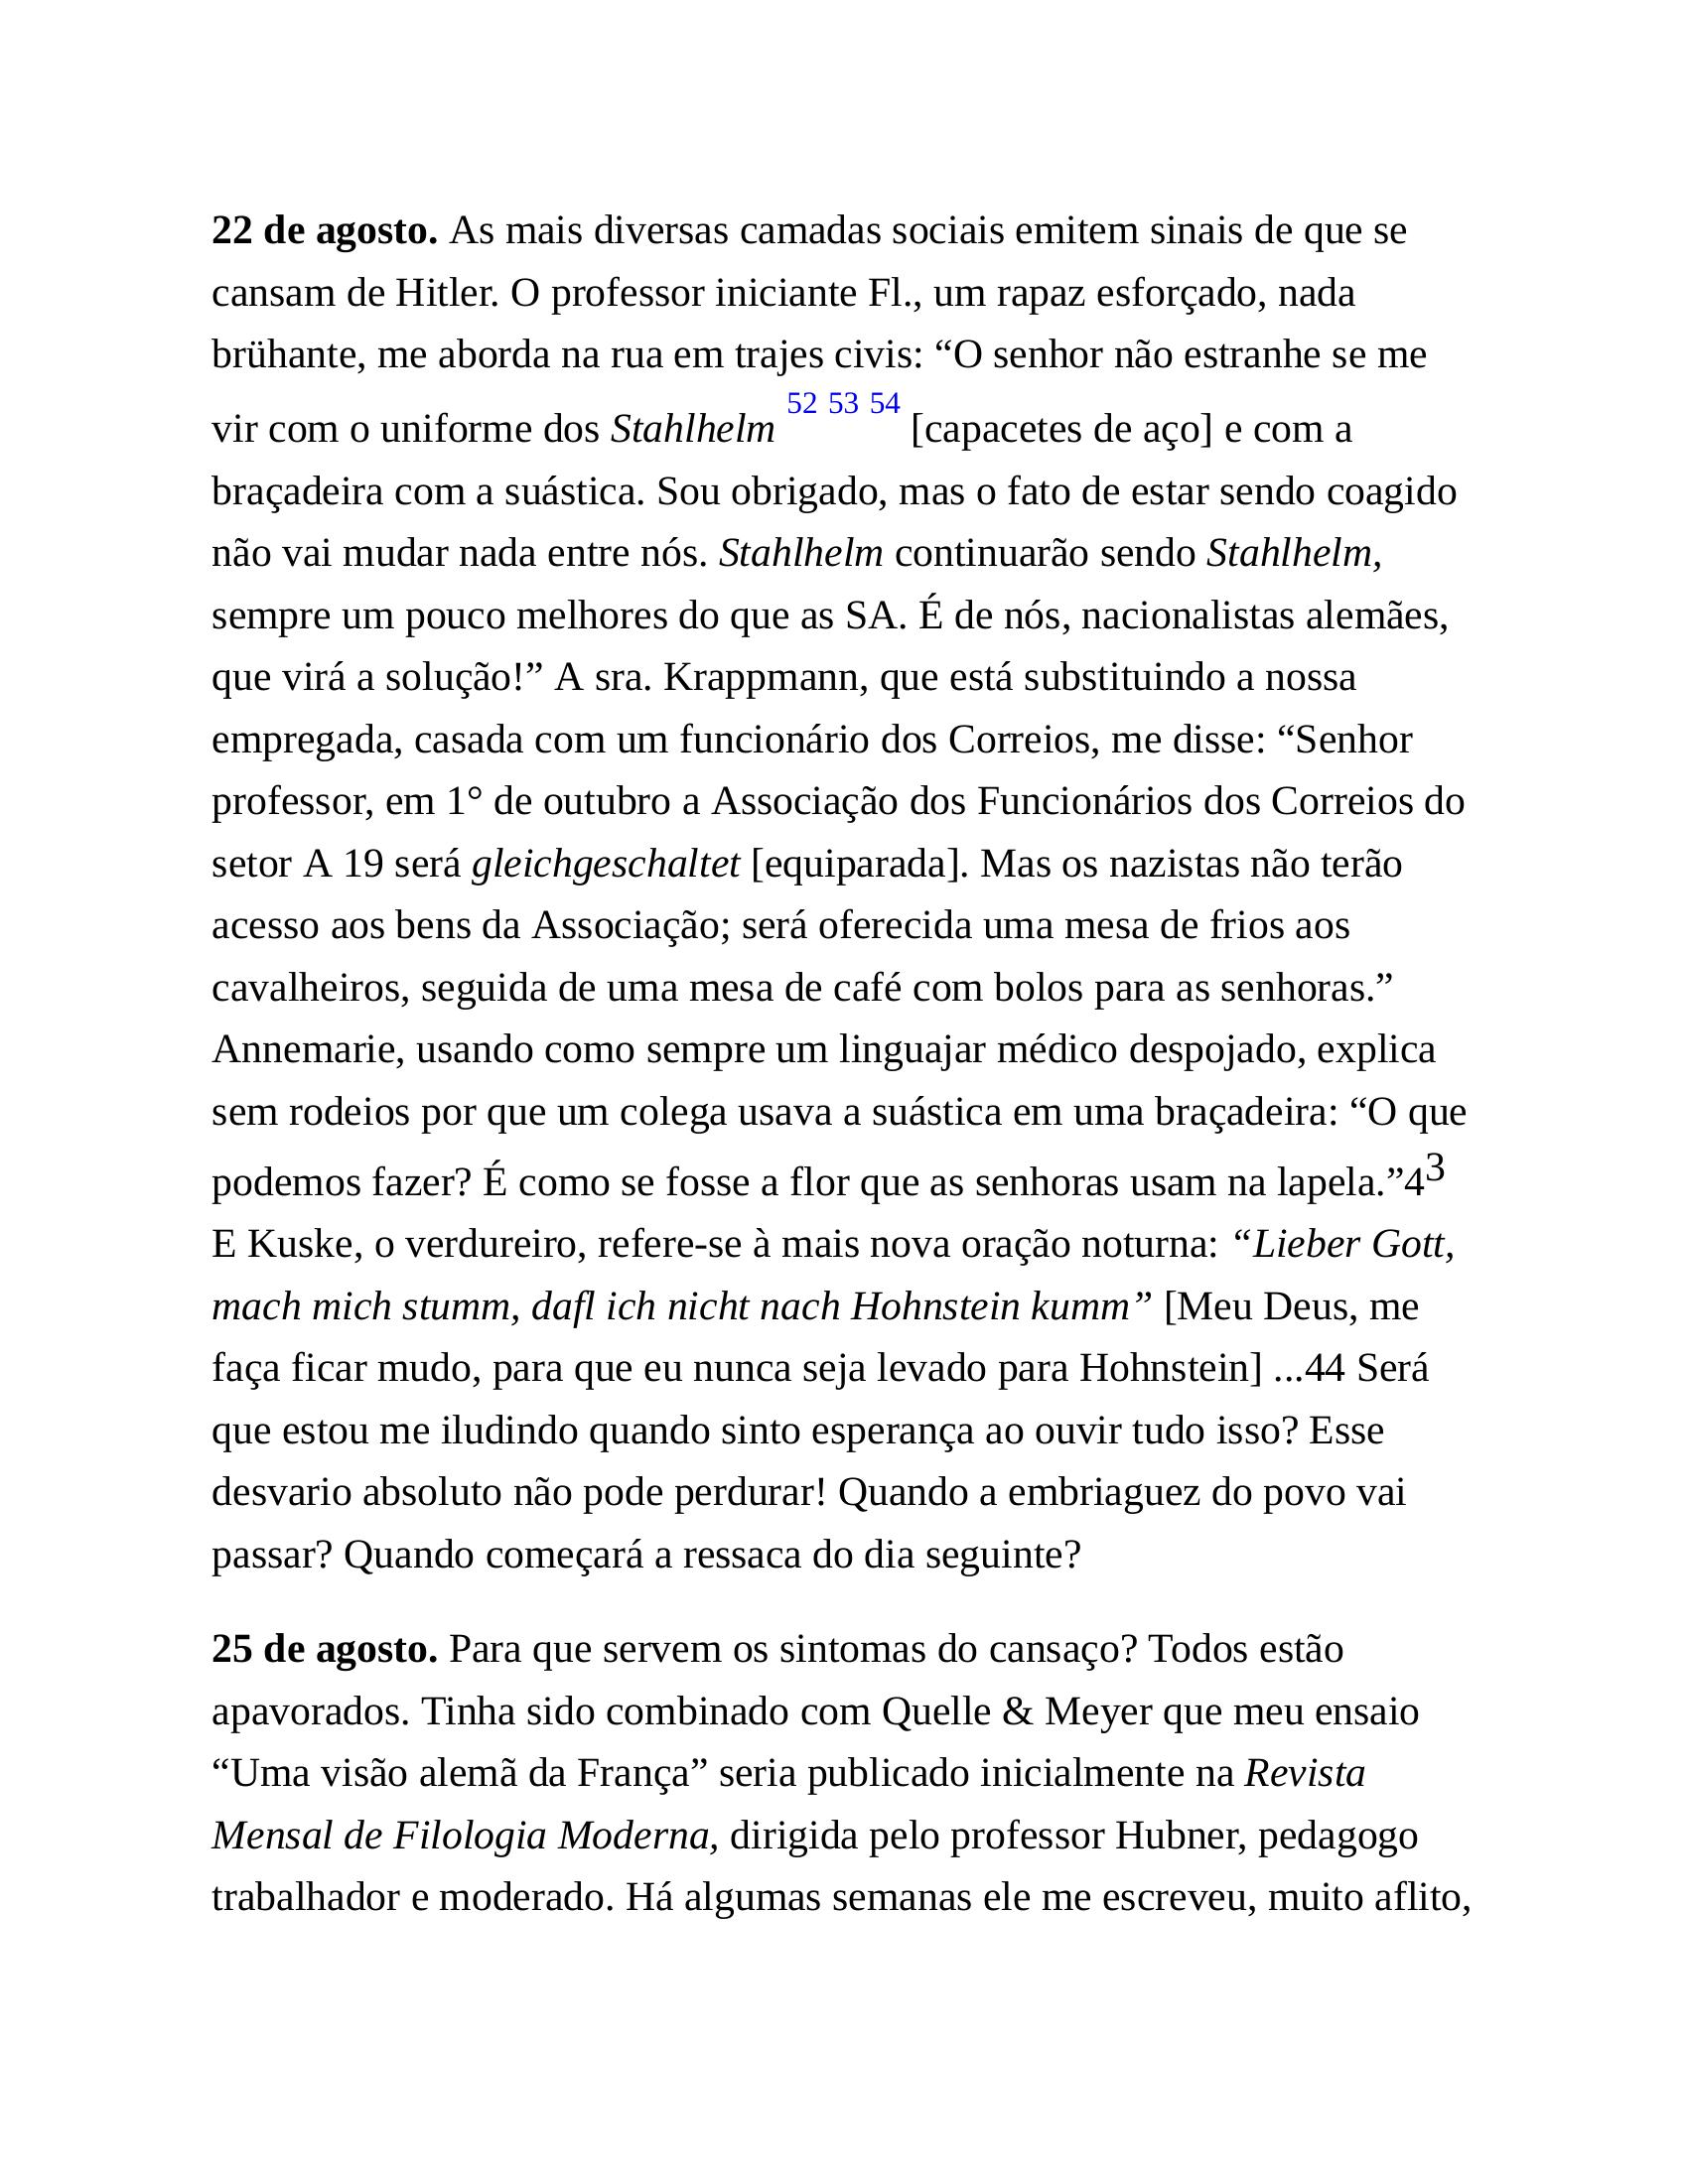 22 de agosto. As mais diversas camadas sociais emitem sinais de que se
cansam de Hitler. O professor iniciante Fl., um rapaz esforçado, nada
brühante, me aborda na rua em trajes civis: “O senhor não estranhe se me
vir com o uniforme dos Stahlhelm 52 53 54 [capacetes de aço] e com a
braçadeira com a suástica. Sou obrigado, mas o fato de estar sendo coagido
não vai mudar nada entre nós. Stahlhelm continuarão sendo Stahlhelm,
sempre um pouco melhores do que as SA. É de nós, nacionalistas alemães,
que virá a solução!” A sra. Krappmann, que está substituindo a nossa
empregada, casada com um funcionário dos Correios, me disse: “Senhor
professor, em 1° de outubro a Associação dos Funcionários dos Correios do
setor A 19 será gleichgeschaltet [equiparada]. Mas os nazistas não terão
acesso aos bens da Associação; será oferecida uma mesa de frios aos
cavalheiros, seguida de uma mesa de café com bolos para as senhoras.”
Annemarie, usando como sempre um linguajar médico despojado, explica
sem rodeios por que um colega usava a suástica em uma braçadeira: “O que
podemos fazer? É como se fosse a flor que as senhoras usam na lapela.”43
E Kuske, o verdureiro, refere-se à mais nova oração noturna: “Lieber Gott,
mach mich stumm, dafl ich nicht nach Hohnstein kumm” [Meu Deus, me
faça ficar mudo, para que eu nunca seja levado para Hohnstein] ...44 Será
que estou me iludindo quando sinto esperança ao ouvir tudo isso? Esse
desvario absoluto não pode perdurar! Quando a embriaguez do povo vai
passar? Quando começará a ressaca do dia seguinte?
25 de agosto. Para que servem os sintomas do cansaço? Todos estão
apavorados. Tinha sido combinado com Quelle & Meyer que meu ensaio
“Uma visão alemã da França” seria publicado inicialmente na Revista
Mensal de Filologia Moderna, dirigida pelo professor Hubner, pedagogo
trabalhador e moderado. Há algumas semanas ele me escreveu, muito aflito,